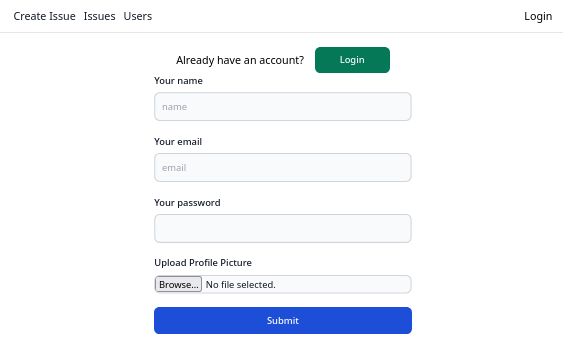 Create Issue Issues Users Login
Already have an account? Login
Your name
name
Your email
email
Your password
Upload Profile Picture
Browse... No file selected.
Submit